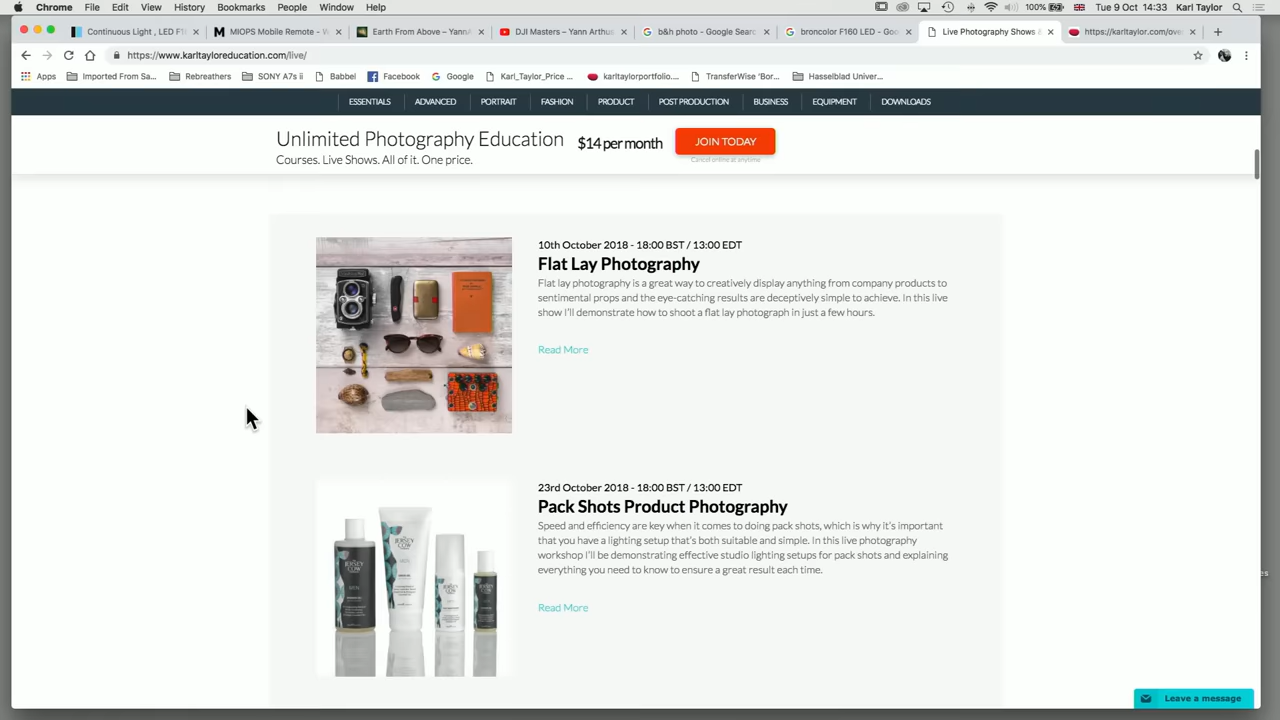 Chrome File Edit View History Bookmarks People Window Help 100% Tue 9 Oct 14:33 Karl Taylor
Continuous Light , LED F1 MIOPS Mobile Remote – Earth From Above – Yann DJI Masters – Yann Arthus b&h photo - Google Sear broncolor F160 LED - Goo Live Photography Shows https://karltaylor.com/ove
https://www.karltayloreducation.com/live/
Apps Imported From Sa... Rebreathers SONY A7s ii Babbel Facebook Google Karl_Taylor_Price ... karltaylorportfolio.... TransferWise 'Bor... Hasselblad Univer...
ESSENTIALS ADVANCED PORTRAIT FASHION PRODUCT POST PRODUCTION BUSINESS EQUIPMENT DOWNLOADS
Unlimited Photography Education $14 per month JOIN TODAY
Courses. Live Shows. All of it. One price. Cancel online at anytime
10th October 2018 - 18:00 BST / 13:00 EDT
Flat Lay Photography
Flat lay photography is a great way to creatively display anything from company products to
sentimental props and the eye-catching results are deceptively simple to achieve. In this live
show I'll demonstrate how to shoot a flat lay photograph in just a few hours.
Read More
23rd October 2018 - 18:00 BST / 13:00 EDT
Pack Shots Product Photography
Speed and efficiency are key when it comes to doing pack shots, which is why it's important
that you have a lighting setup that's both suitable and simple. In this live photography
workshop I'll be demonstrating effective studio lighting setups for pack shots and explaining
everything you need to know to ensure a great result each time.
Read More
Leave a message